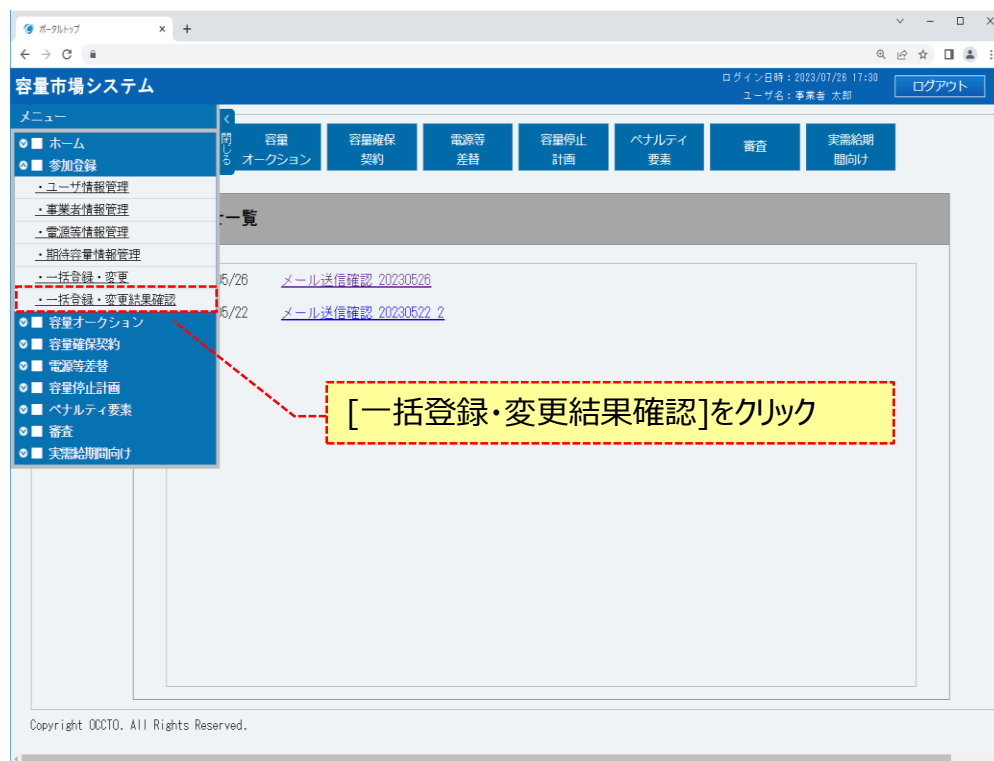 ポータルトップ
容量市場システム
ログイン日時:2023/07/26 17:30
ユーザ名:事業者 太郎
ログアウト
メニュー
閉じる
ホーム
参加登録
・ユーザ情報管理
・事業者情報管理
・電源等情報管理
・期待容量情報管理
・一括登録・変更
・一括登録・変更結果確認
容量オークション
容量確保契約
電源等差替
容量停止計画
ペナルティ要素
審査
実需給期間向け
容量
オークション
容量確保
契約
電源等
差替
容量停止
計画
ペナルティ
要素
審査
実需給期
間向け
一覧
05/26 メール送信確認 20230526
05/22 メール送信確認 20230522 2
[一括登録・変更結果確認]をクリック
Copyright OCCTO. All Rights Reserved.